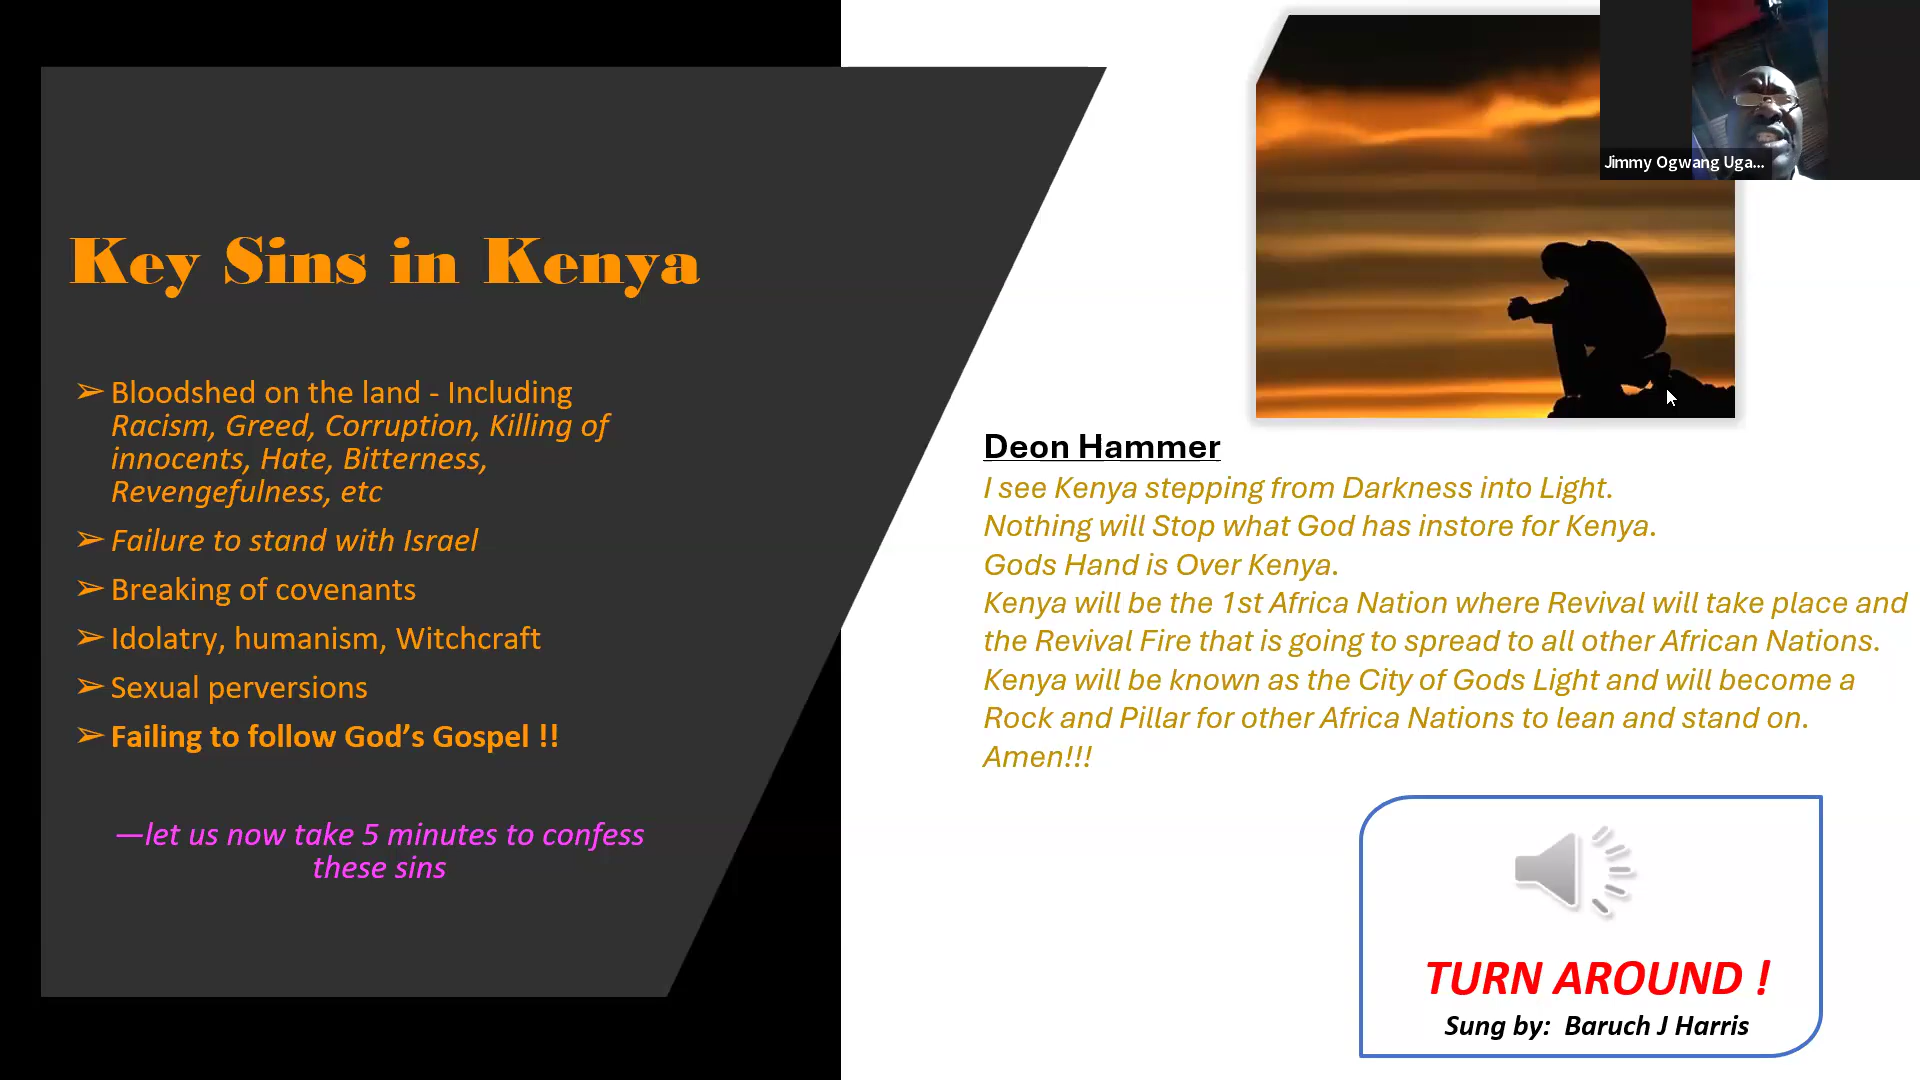 Key Sins in Kenya
➢ Bloodshed on the land - Including
Racism, Greed, Corruption, Killing of
innocents, Hate, Bitterness,
Revengefulness, etc
➢ Failure to stand with Israel
➢ Breaking of covenants
➢ Idolatry, humanism, Witchcraft
➢ Sexual perversions
➢ Failing to follow God’s Gospel !!
—let us now take 5 minutes to confess
these sins
Jimmy Ogwang Uga...
Deon Hammer
I see Kenya stepping from Darkness into Light.
Nothing will Stop what God has instore for Kenya.
Gods Hand is Over Kenya.
Kenya will be the 1st Africa Nation where Revival will take place and
the Revival Fire that is going to spread to all other African Nations.
Kenya will be known as the City of Gods Light and will become a
Rock and Pillar for other Africa Nations to lean and stand on.
Amen!!!
TURN AROUND !
Sung by: Baruch J Harris